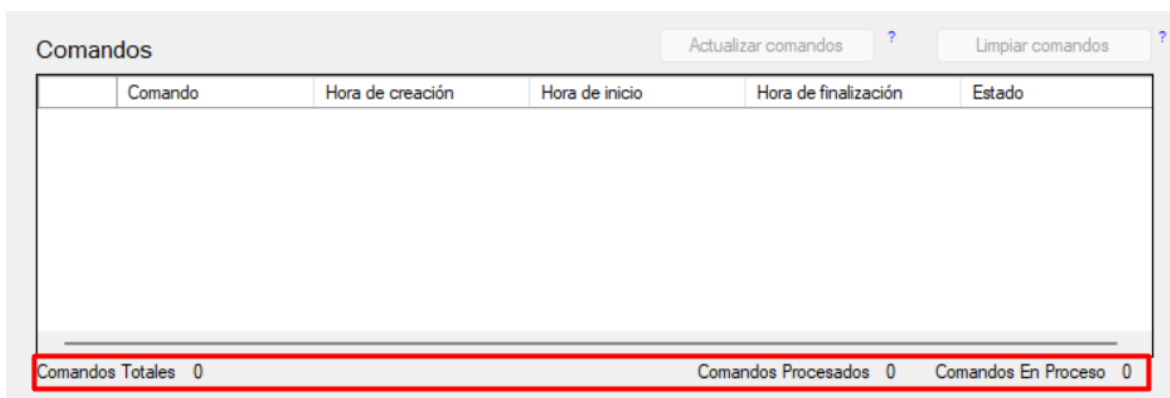 Comandos Actualizar comandos ? Limpiar comandos ?
Comando Hora de creación Hora de inicio Hora de finalización Estado
Comandos Totales 0 Comandos Procesados 0 Comandos En Proceso 0